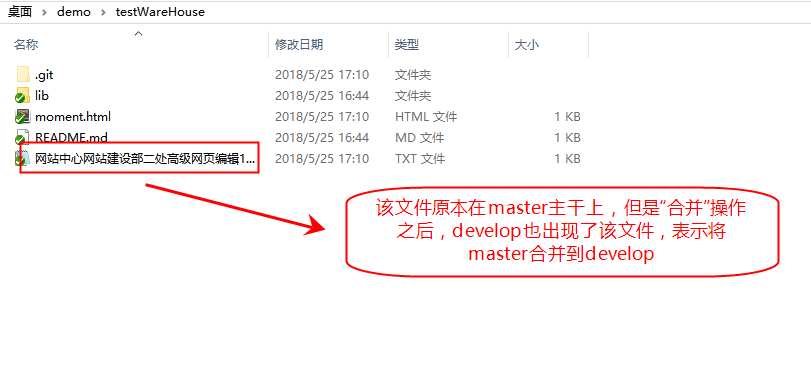 桌面 > demo > testWareHouse
名称 修改日期 类型 大小
.git 2018/5/25 17:10 文件夹
lib 2018/5/25 16:44 文件夹
moment.html 2018/5/25 17:10 HTML 文件 1 KB
README.md 2018/5/25 16:44 MD 文件 1 KB
网站中心网站建设部二处高级网页编辑1... 2018/5/25 17:10 TXT 文件 1 KB
该文件原本在master主干上，但是“合并”操作
之后，develop也出现了该文件，表示将
master合并到develop